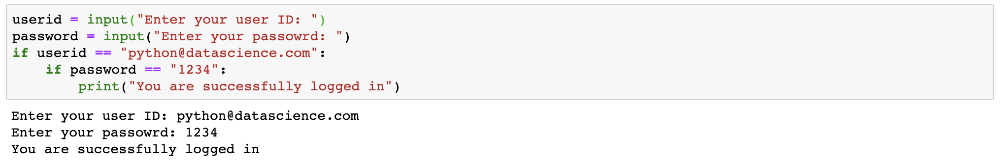 userid = input("Enter your user ID: ")
password = input("Enter your passowrd: ")
if userid == "python@datascience.com":
    if password == "1234":
        print("You are successfully logged in")
Enter your user ID: python@datascience.com
Enter your passowrd: 1234
You are successfully logged in